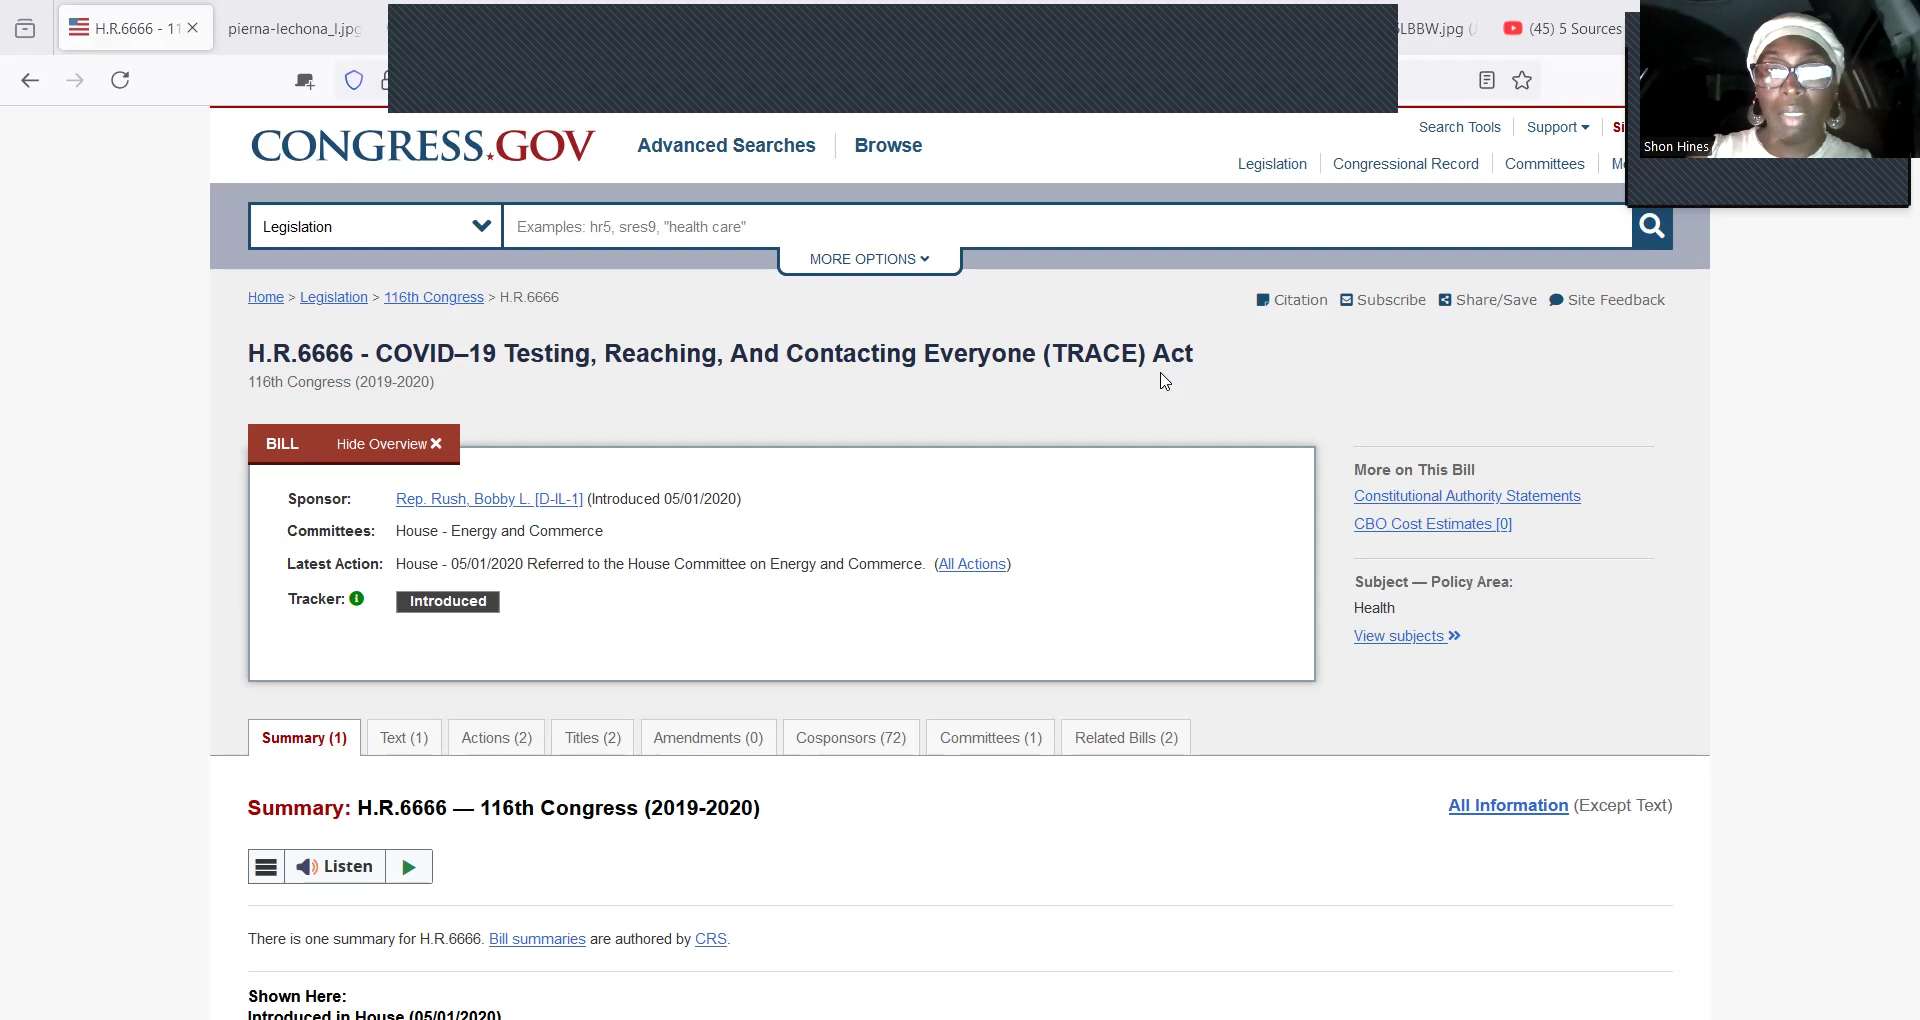 H.R.6666 - 11
pierna-lechona_l.jpg
LBBW.jpg (J
(45) 5 Sources
Shon Hines
CONGRESS.GOV
Advanced Searches
Browse
Search Tools
Support
Si
Legislation
Congressional Record
Committees
Legislation
Examples: hr5, sres9, "health care"
MORE OPTIONS
Home > Legislation > 116th Congress > H.R.6666
Citation
Subscribe
Share/Save
Site Feedback
H.R.6666 - COVID–19 Testing, Reaching, And Contacting Everyone (TRACE) Act
116th Congress (2019-2020)
BILL
Hide Overview
Sponsor: Rep. Rush, Bobby L. [D-IL-1] (Introduced 05/01/2020)
Committees: House - Energy and Commerce
Latest Action: House - 05/01/2020 Referred to the House Committee on Energy and Commerce. (All Actions)
Tracker: Introduced
More on This Bill
Constitutional Authority Statements
CBO Cost Estimates [0]
Subject — Policy Area:
Health
View subjects
Summary (1)
Text (1)
Actions (2)
Titles (2)
Amendments (0)
Cosponsors (72)
Committees (1)
Related Bills (2)
Summary: H.R.6666 — 116th Congress (2019-2020)
All Information (Except Text)
Listen
There is one summary for H.R.6666. Bill summaries are authored by CRS.
Shown Here:
Introduced in House (05/01/2020)